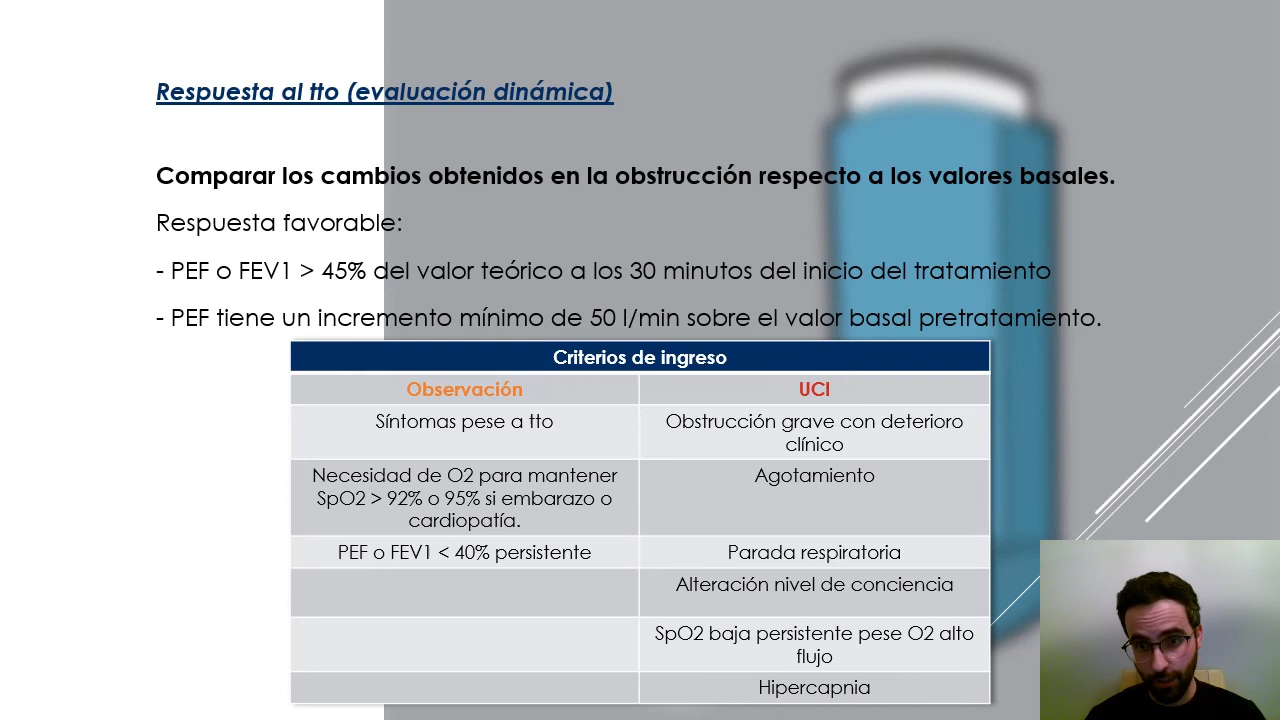 Respuesta al tto (evaluación dinámica)
Comparar los cambios obtenidos en la obstrucción respecto a los valores basales.
Respuesta favorable:
- PEF o FEV1 > 45% del valor teórico a los 30 minutos del inicio del tratamiento
- PEF tiene un incremento mínimo de 50 l/min sobre el valor basal pretratamiento.
Criterios de ingreso
Observación
UCI
Síntomas pese a tto
Obstrucción grave con deterioro
clínico
Necesidad de O2 para mantener
SpO2 > 92% o 95% si embarazo o
cardiopatía.
Agotamiento
PEF o FEV1 < 40% persistente
Parada respiratoria
Alteración nivel de conciencia
SpO2 baja persistente pese O2 alto
flujo
Hipercapnia